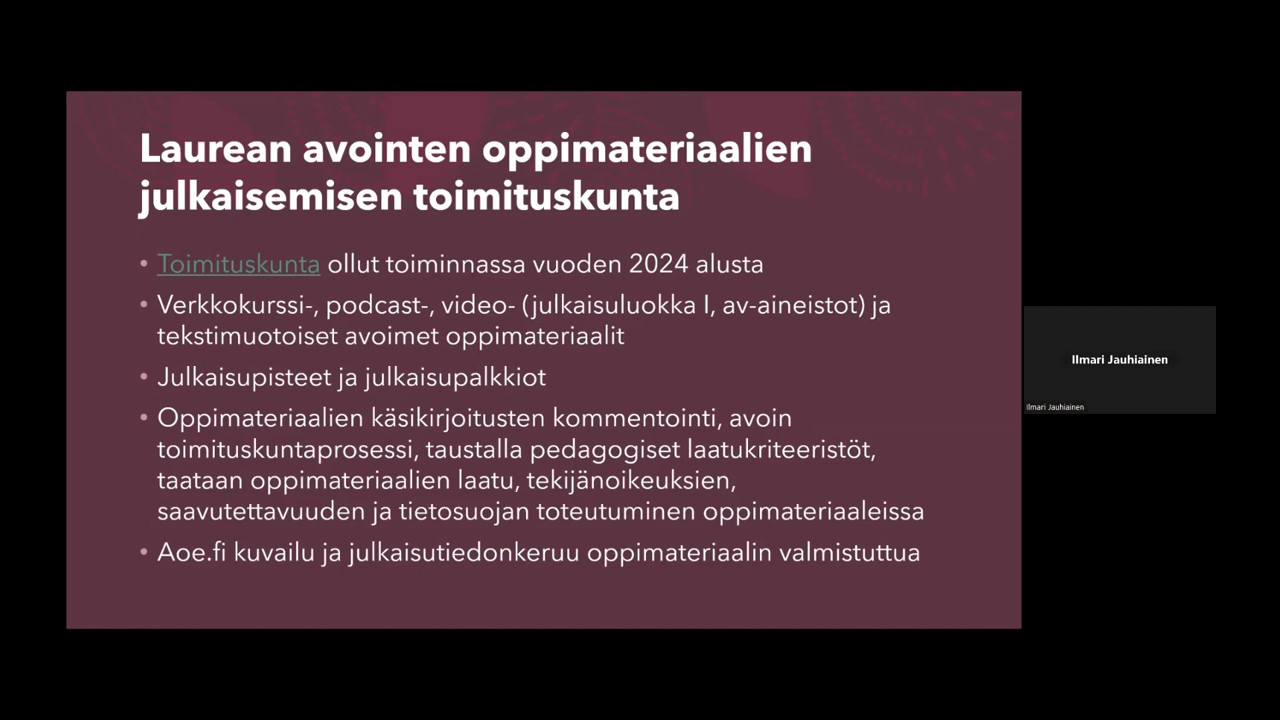 Laurean avointen oppimateriaalien
julkaisemisen toimituskunta
• Toimituskunta ollut toiminnassa vuoden 2024 alusta
• Verkkokurssi-, podcast-, video- (julkaisuluokka I, av-aineistot) ja
tekstimuotoiset avoimet oppimateriaalit
• Julkaisupisteet ja julkaisupalkkiot
• Oppimateriaalien käsikirjoitusten kommentointi, avoin
toimituskuntaprosessi, taustalla pedagogiset laatukriteeristöt,
taataan oppimateriaalien laatu, tekijänoikeuksien,
saavutettavuuden ja tietosuojan toteutuminen oppimateriaaleissa
• Aoe.fi kuvailu ja julkaisutiedonkeruu oppimateriaalin valmistuttua
Ilmari Jauhiainen
Ilmari Jauhiainen